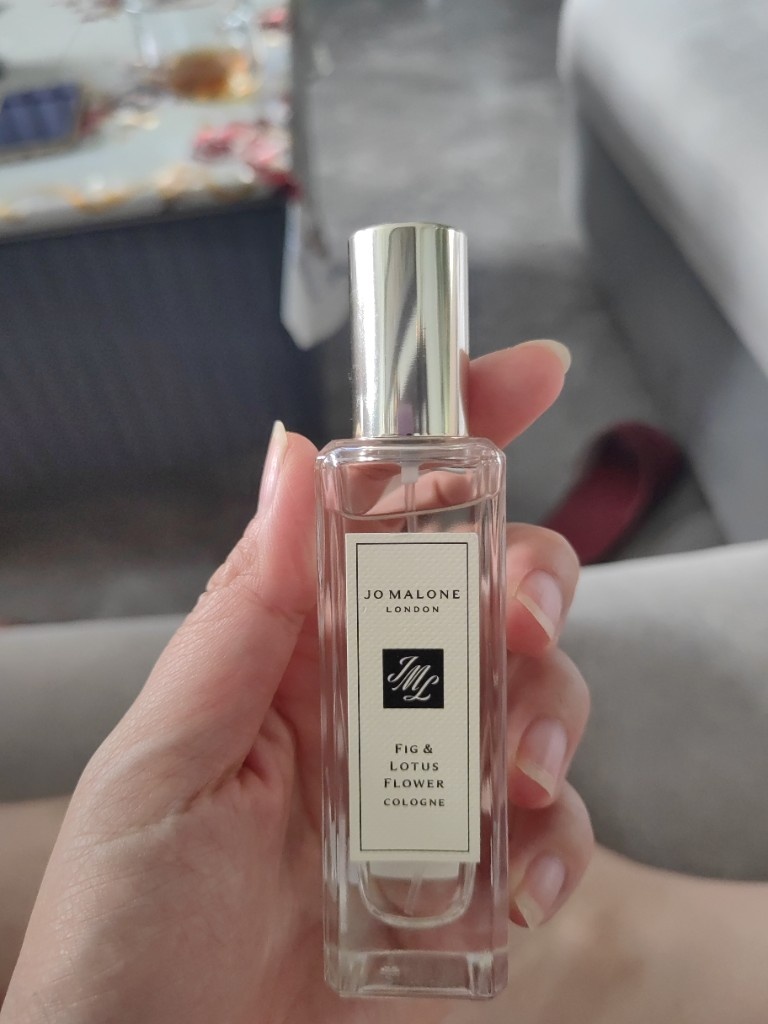 JO MALONE
LONDON
JML
FIG &
LOTUS
FLOWER
COLOGNE